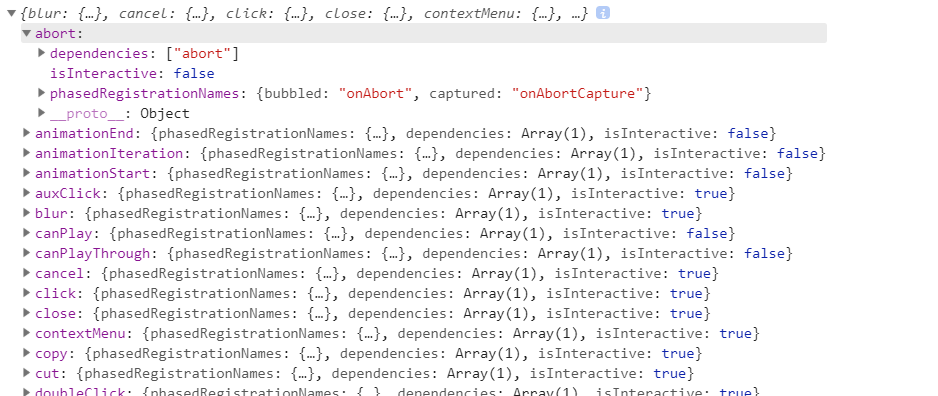 {blur: {…}, cancel: {…}, click: {…}, close: {…}, contextMenu: {…}, …} i
abort:
dependencies: ["abort"]
isInteractive: false
phasedRegistrationNames: {bubbled: "onAbort", captured: "onAbortCapture"}
__proto__: Object
animationEnd: {phasedRegistrationNames: {…}, dependencies: Array(1), isInteractive: false}
animationIteration: {phasedRegistrationNames: {…}, dependencies: Array(1), isInteractive: false}
animationStart: {phasedRegistrationNames: {…}, dependencies: Array(1), isInteractive: false}
auxClick: {phasedRegistrationNames: {…}, dependencies: Array(1), isInteractive: true}
blur: {phasedRegistrationNames: {…}, dependencies: Array(1), isInteractive: true}
canPlay: {phasedRegistrationNames: {…}, dependencies: Array(1), isInteractive: false}
canPlayThrough: {phasedRegistrationNames: {…}, dependencies: Array(1), isInteractive: false}
cancel: {phasedRegistrationNames: {…}, dependencies: Array(1), isInteractive: true}
click: {phasedRegistrationNames: {…}, dependencies: Array(1), isInteractive: true}
close: {phasedRegistrationNames: {…}, dependencies: Array(1), isInteractive: true}
contextMenu: {phasedRegistrationNames: {…}, dependencies: Array(1), isInteractive: true}
copy: {phasedRegistrationNames: {…}, dependencies: Array(1), isInteractive: true}
cut: {phasedRegistrationNames: {…}, dependencies: Array(1), isInteractive: true}
doubleClick: {phasedRegistrationNames: {…}, dependencies: Array(1), isInteractive: true}